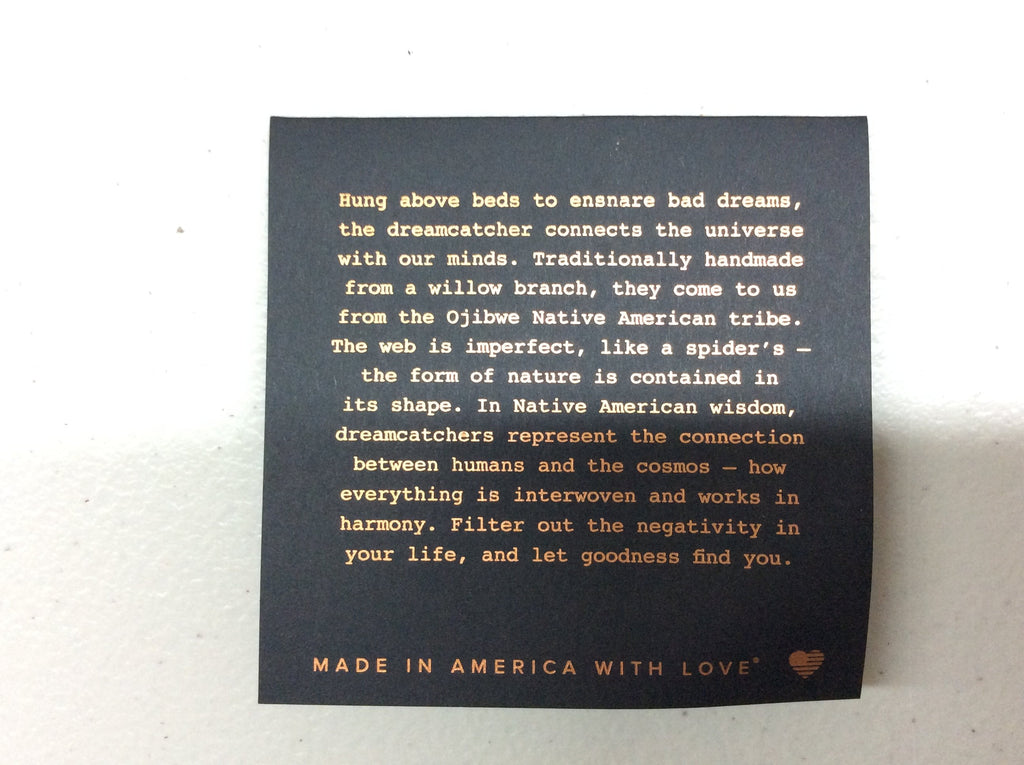 Hung above beds to ensnare bad dreams,
the dreamcatcher connects the universe
with our minds. Traditionally handmade
from a willow branch, they come to us
from the Ojibwe Native American tribe.
The web is imperfect, like a spider's —
the form of nature is contained in
its shape. In Native American wisdom,
dreamcatchers represent the connection
between humans and the cosmos — how
everything is interwoven and works in
harmony. Filter out the negativity in
your life, and let goodness find you.
MADE IN AMERICA WITH LOVE®